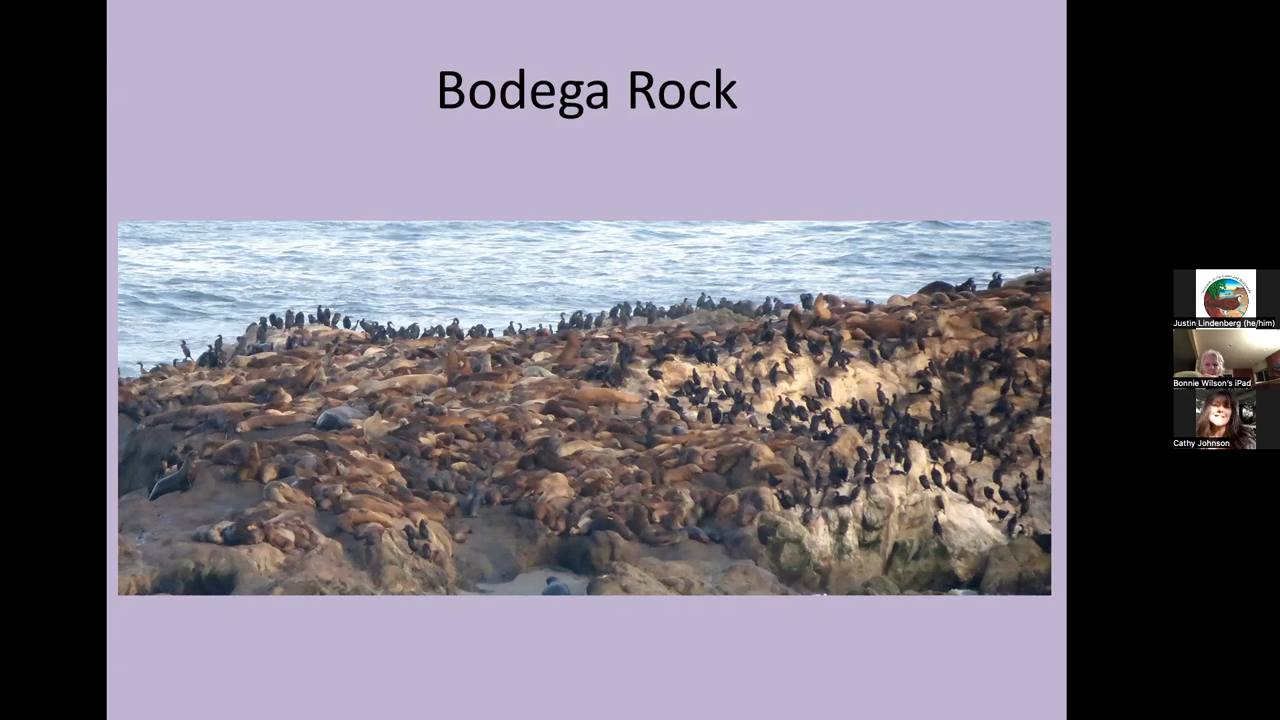 Bodega Rock
Justin Lindenberg (he/him)
Bonnie Wilson's iPad
Cathy Johnson